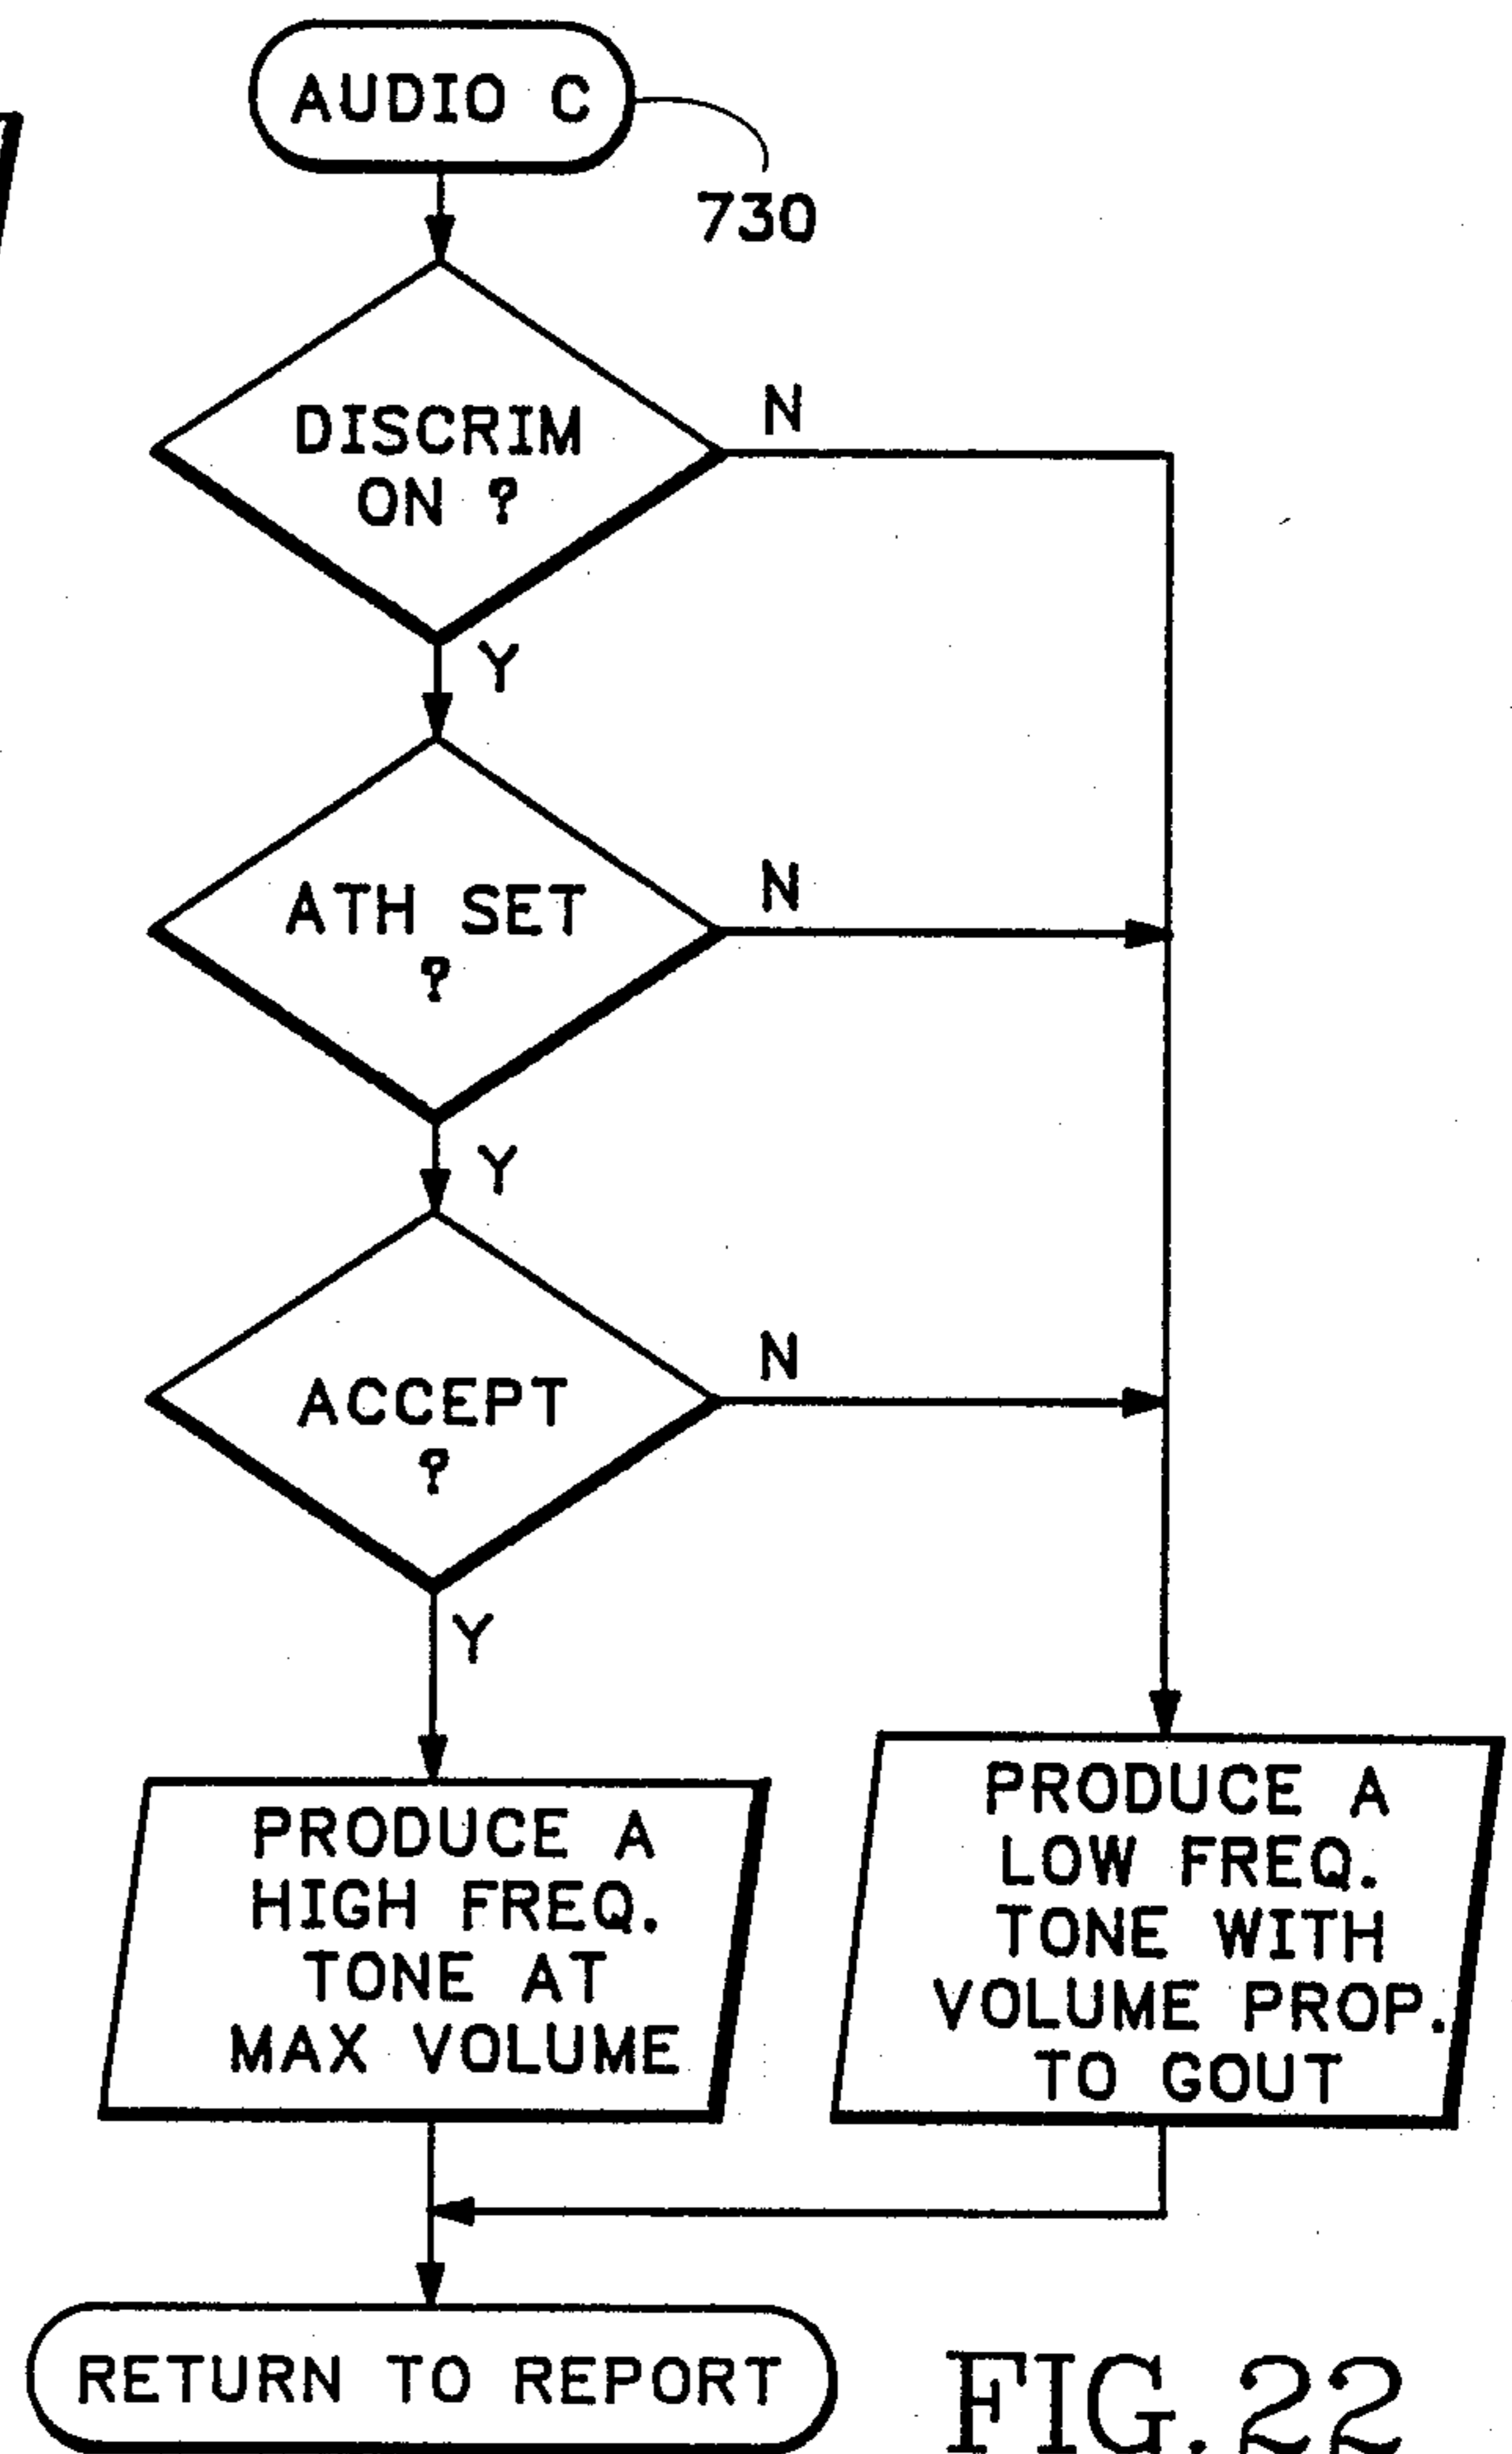 AUDIO C
730
DISCRIM
ON ?
N
Y
ATH SET
?
N
Y
ACCEPT
?
N
Y
PRODUCE A
HIGH FREQ.
TONE AT
MAX VOLUME
PRODUCE A
LOW FREQ.
TONE WITH
VOLUME PROP.
TO GOUT
RETURN TO REPORT
FIG.22